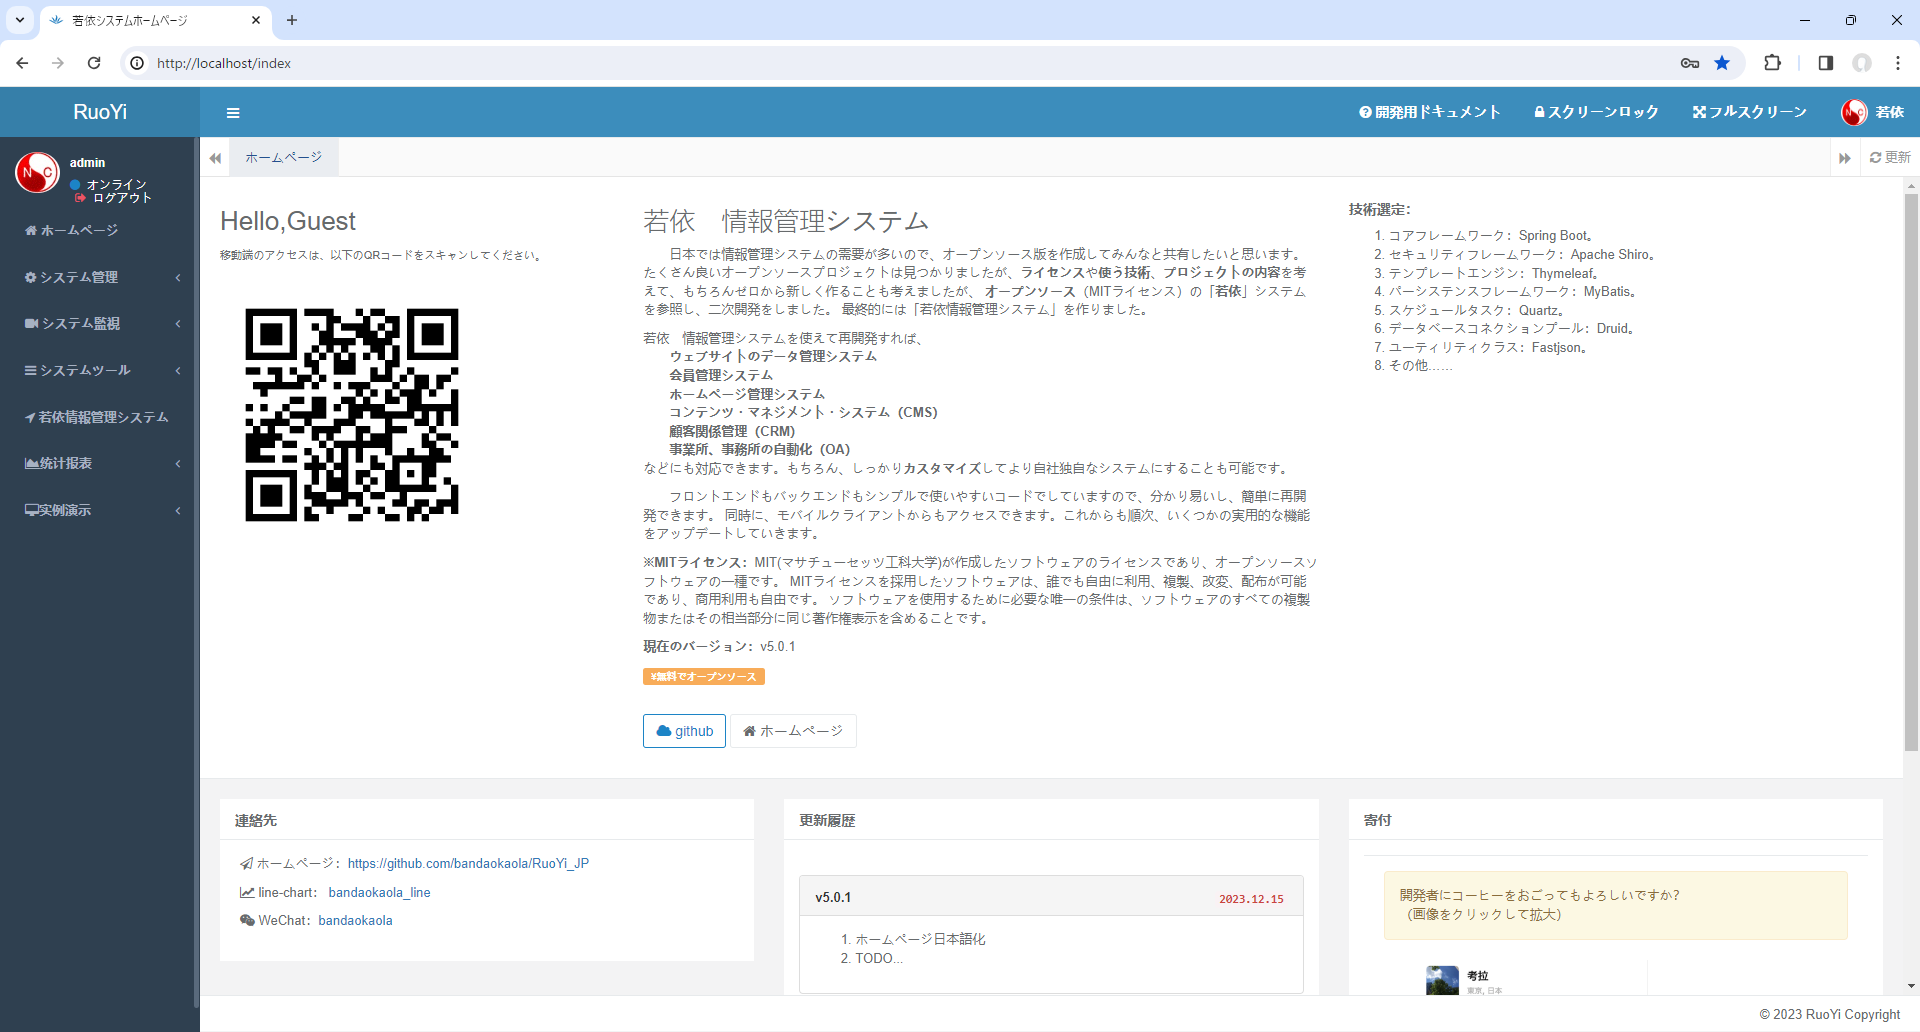 若依システムホームページ
http://localhost/index
RuoYi
開発用ドキュメント
スクリーンロック
フルスクリーン
若依
N C
admin
オンライン
ログアウト
ホームページ
更新
ホームページ
システム管理
システム監視
システムツール
若依情報管理システム
统计报表
实例演示
Hello,Guest
移動端のアクセスは、以下のQRコードをスキャンしてください。
若依　情報管理システム
日本では情報管理システムの需要が多いので、オープンソース版を作成してみんなと共有したいと思います。
たくさん良いオープンソースプロジェクトは見つかりましたが、ライセンスや使う技術、プロジェクトの内容を考
えて、もちろんゼロから新しく作ることも考えましたが、 オープンソース（MITライセンス）の「若依」システム
を参照し、二次開発をしました。 最終的には「若依情報管理システム」を作りました。
若依　情報管理システムを使えて再開発すれば、
ウェブサイトのデータ管理システム
会員管理システム
ホームページ管理システム
コンテンツ・マネジメント・システム（CMS）
顧客関係管理（CRM）
事業所、事務所の自動化（OA）
などにも対応できます。もちろん、しっかりカスタマイズしてより自社独自なシステムにすることも可能です。
フロントエンドもバックエンドもシンプルで使いやすいコードでしていますので、分かり易いし、簡単に再開
発できます。 同時に、モバイルクライアントからもアクセスできます。これからも順次、いくつかの実用的な機能
をアップデートしていきます。
※MITライセンス：MIT(マサチューセッツ工科大学)が作成したソフトウェアのライセンスであり、オープンソースソ
フトウェアの一種です。 MITライセンスを採用したソフトウェアは、誰でも自由に利用、複製、改変、配布が可能
であり、商用利用も自由です。 ソフトウェアを使用するために必要な唯一の条件は、ソフトウェアのすべての複製
物またはその相当部分に同じ著作権表示を含めることです。
現在のバージョン：v5.0.1
¥無料でオープンソース
github
ホームページ
技術選定：
1. コアフレームワーク：Spring Boot。
2. セキュリティフレームワーク：Apache Shiro。
3. テンプレートエンジン：Thymeleaf。
4. パーシステンスフレームワーク：MyBatis。
5. スケジュールタスク：Quartz。
6. データベースコネクションプール：Druid。
7. ユーティリティクラス：Fastjson。
8. その他……
連絡先
ホームページ：https://github.com/bandaokaola/RuoYi_JP
line-chart： bandaokaola_line
WeChat：bandaokaola
更新履歴
v5.0.1
2023.12.15
1. ホームページ日本語化
2. TODO...
寄付
開発者にコーヒーをおごってもよろしいですか？
（画像をクリックして拡大）
考拉
東京, 日本
© 2023 RuoYi Copyright